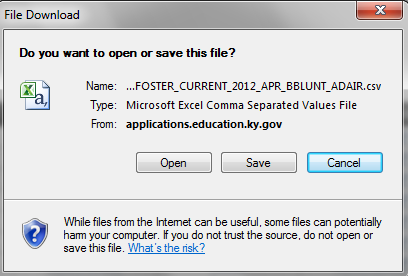 File Download
Do you want to open or save this file?
Name: ...FOSTER_CURRENT_2012_APR_BBLUNT_ADAIR.csv
Type: Microsoft Excel Comma Separated Values File
From: applications.education.ky.gov
Open Save Cancel
While files from the Internet can be useful, some files can potentially
harm your computer. If you do not trust the source, do not open or
save this file. What's the risk?